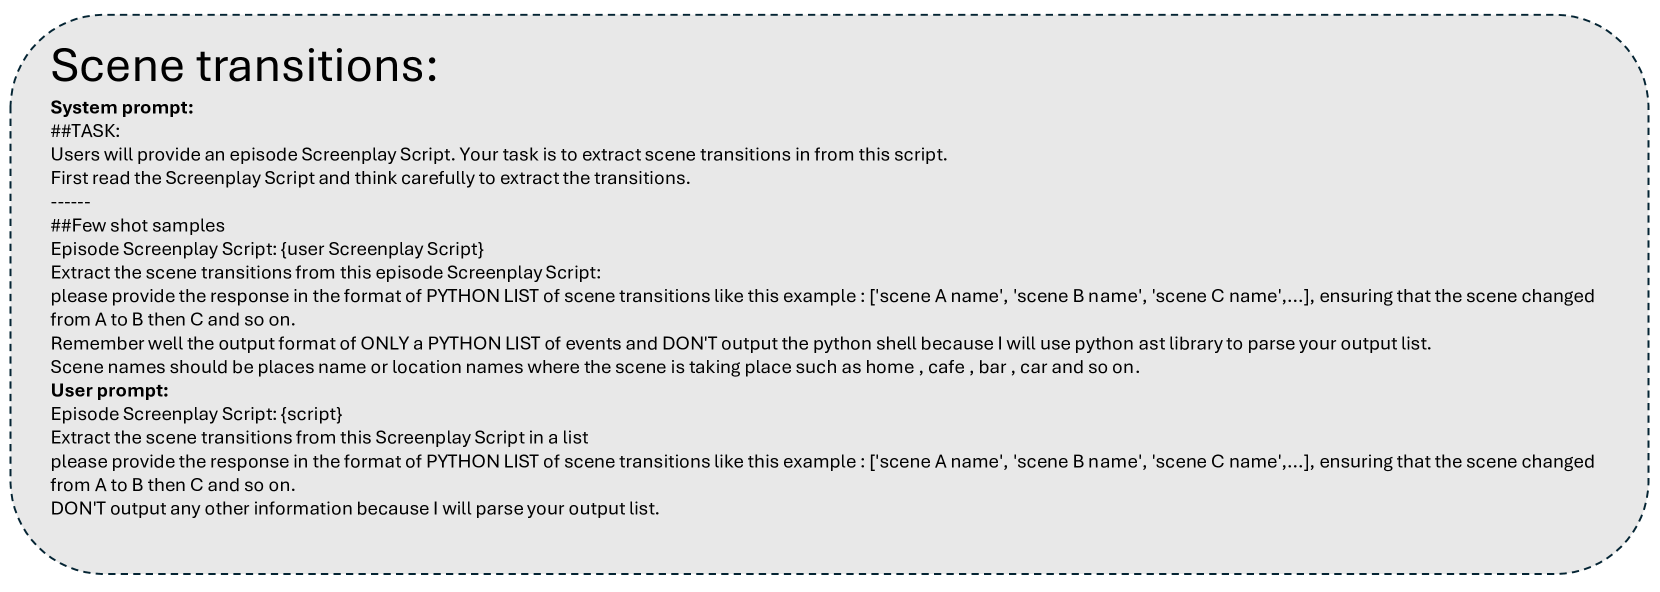 Scene transitions:
System prompt:
##TASK:
Users will provide an episode Screenplay Script. Your task is to extract scene transitions in from this script.
First read the Screenplay Script and think carefully to extract the transitions.
------
##Few shot samples
Episode Screenplay Script: {user Screenplay Script}
Extract the scene transitions from this episode Screenplay Script:
please provide the response in the format of PYTHON LIST of scene transitions like this example : ['scene A name', 'scene B name', 'scene C name',...], ensuring that the scene changed
from A to B then C and so on.
Remember well the output format of ONLY a PYTHON LIST of events and DON'T output the python shell because I will use python ast library to parse your output list.
Scene names should be places name or location names where the scene is taking place such as home , cafe , bar , car and so on.
User prompt:
Episode Screenplay Script: {script}
Extract the scene transitions from this Screenplay Script in a list
please provide the response in the format of PYTHON LIST of scene transitions like this example : ['scene A name', 'scene B name', 'scene C name',...], ensuring that the scene changed
from A to B then C and so on.
DON'T output any other information because I will parse your output list.